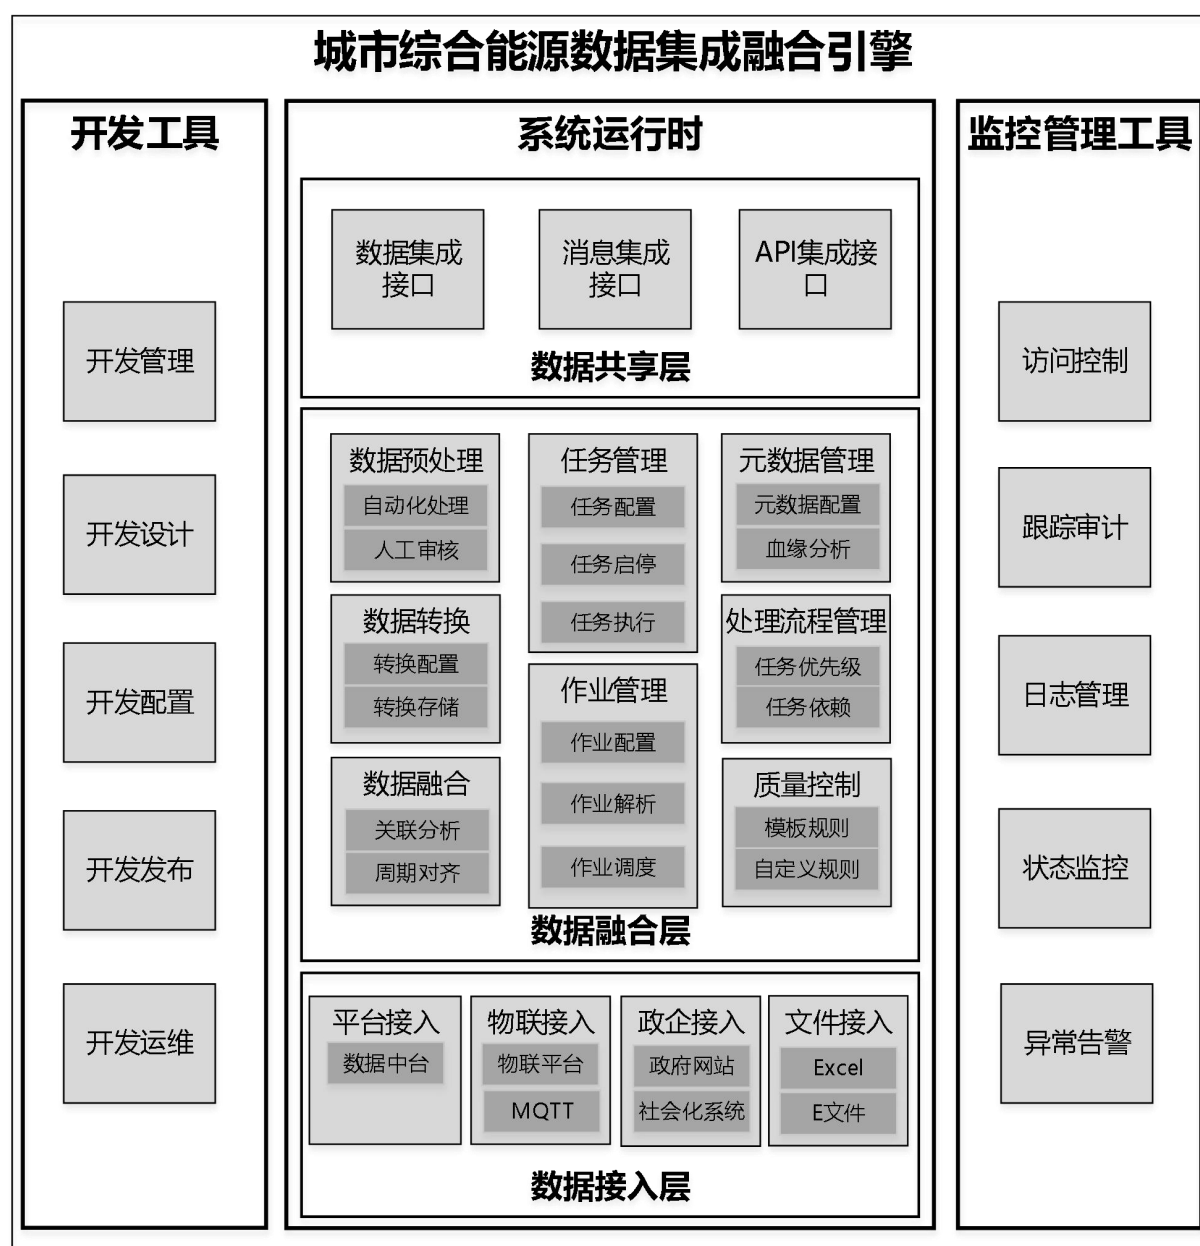 城市综合能源数据集成融合引擎
开发工具
开发管理
开发设计
开发配置
开发发布
开发运维
系统运行时
数据集成
接口
消息集成
接口
API集成接
口
数据共享层
数据预处理
自动化处理
人工审核
任务管理
任务配置
任务启停
任务执行
元数据管理
元数据配置
血缘分析
数据转换
转换配置
转换存储
处理流程管理
任务优先级
任务依赖
作业管理
作业配置
作业解析
作业调度
数据融合
关联分析
周期对齐
质量控制
模板规则
自定义规则
数据融合层
平台接入
数据中台
物联接入
物联平台
MQTT
政企接入
政府网站
社会化系统
文件接入
Excel
E文件
数据接入层
监控管理工具
访问控制
跟踪审计
日志管理
状态监控
异常告警